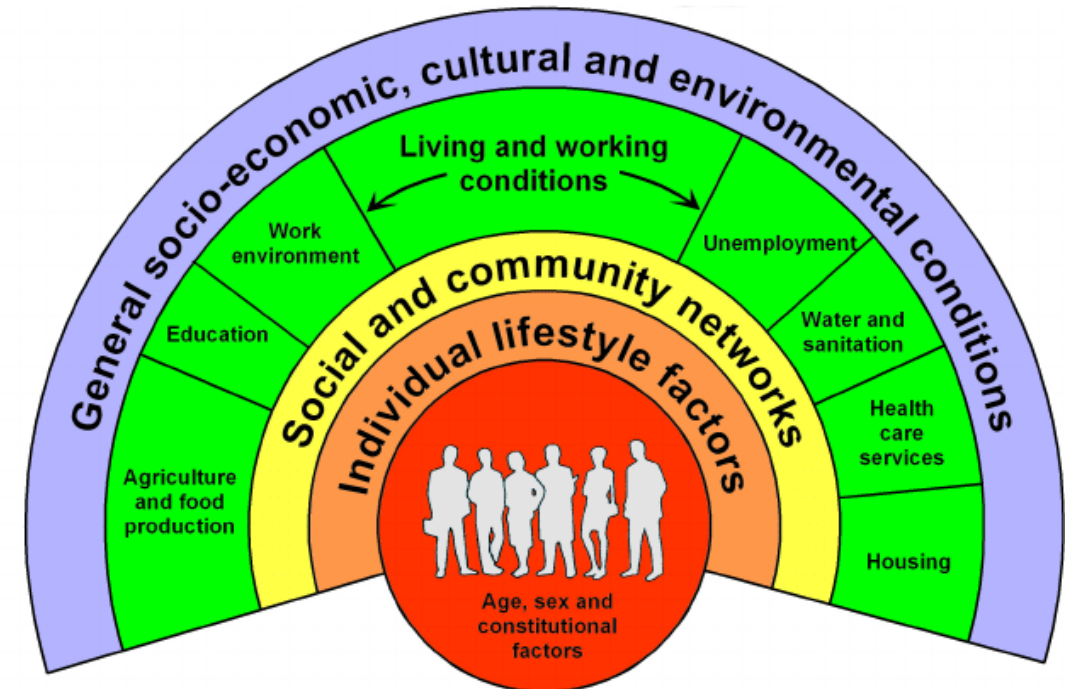 General socio-economic, cultural and environmental conditions
Living and working
conditions
Work
environment
Unemployment
Education
Water and
sanitation
Agriculture
and food
production
Health
care
services
Housing
Social and community networks
Individual lifestyle factors
Age, sex and
constitutional
factors